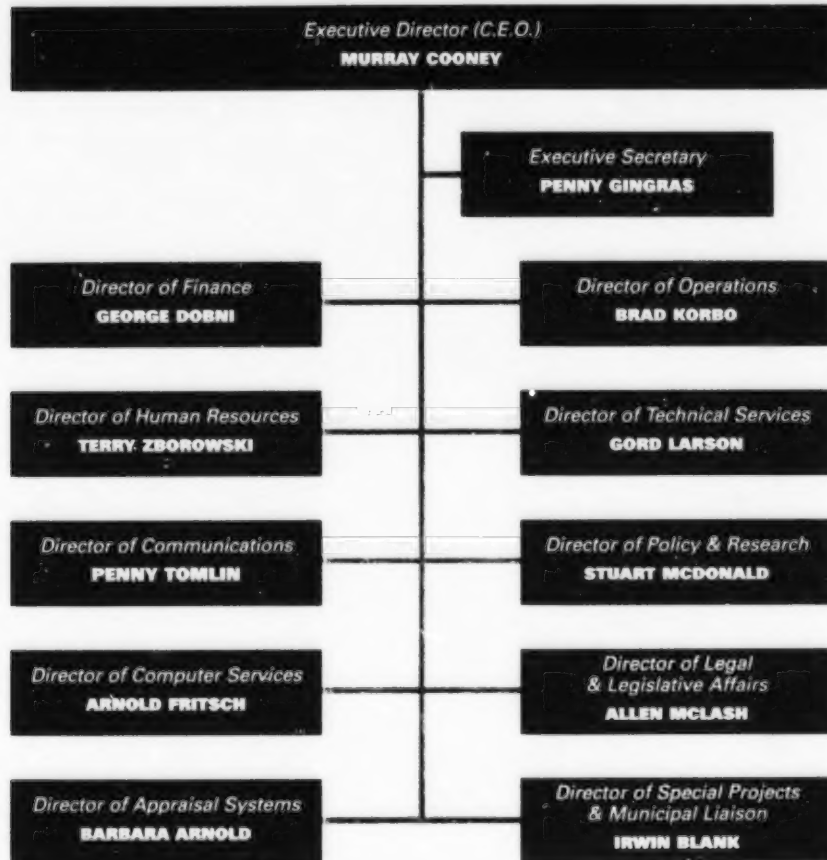 Executive Director (C.E.O.)
MURRAY COONEY
Executive Secretary
PENNY GINGRAS
Director of Finance
GEORGE DOBNI
Director of Operations
BRAD KORBO
Director of Human Resources
TERRY ZBOROWSKI
Director of Technical Services
GORD LARSON
Director of Communications
PENNY TOMLIN
Director of Policy & Research
STUART MCDONALD
Director of Computer Services
ARNOLD FRITSCH
Director of Legal
& Legislative Affairs
ALLEN MCLASH
Director of Appraisal Systems
BARBARA ARNOLD
Director of Special Projects
& Municipal Liaison
IRWIN BLANK